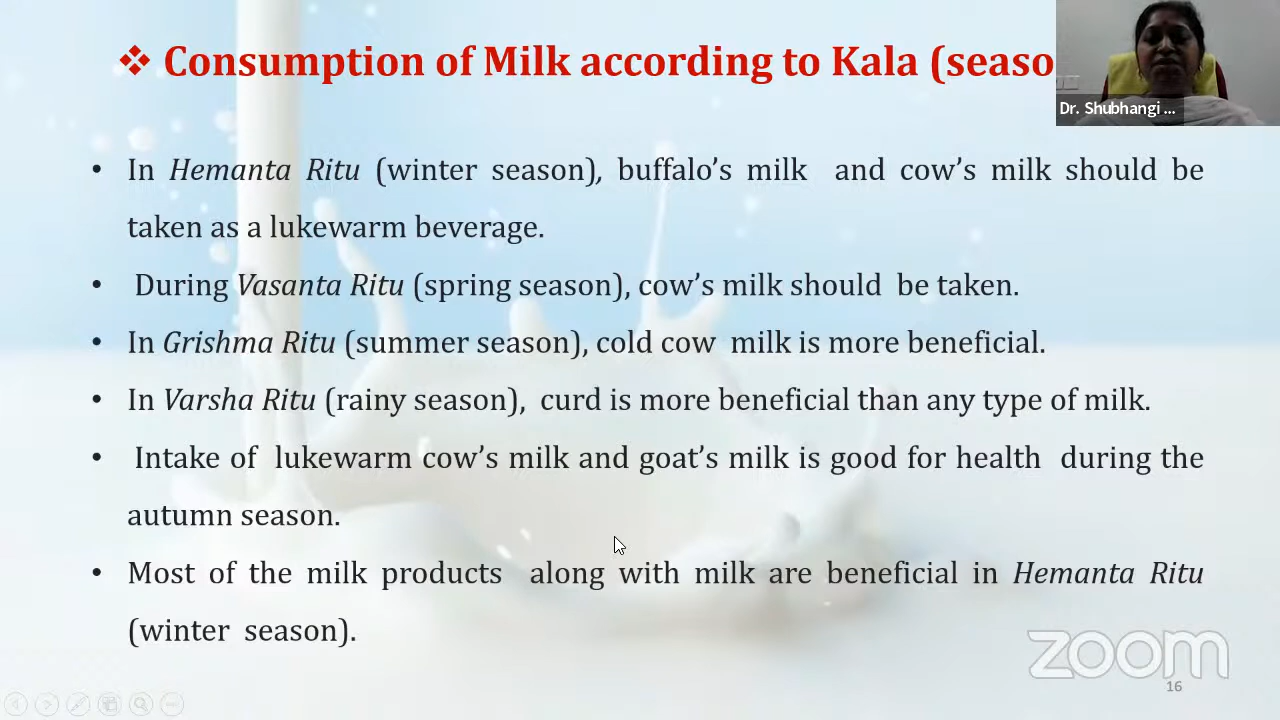 ❖ Consumption of Milk according to Kala (seaso
Dr. Shubhangi ...
• In Hemanta Ritu (winter season), buffalo’s milk and cow’s milk should be
taken as a lukewarm beverage.
• During Vasanta Ritu (spring season), cow’s milk should be taken.
• In Grishma Ritu (summer season), cold cow milk is more beneficial.
• In Varsha Ritu (rainy season), curd is more beneficial than any type of milk.
• Intake of lukewarm cow’s milk and goat’s milk is good for health during the
autumn season.
• Most of the milk products along with milk are beneficial in Hemanta Ritu
(winter season).
zoom
16